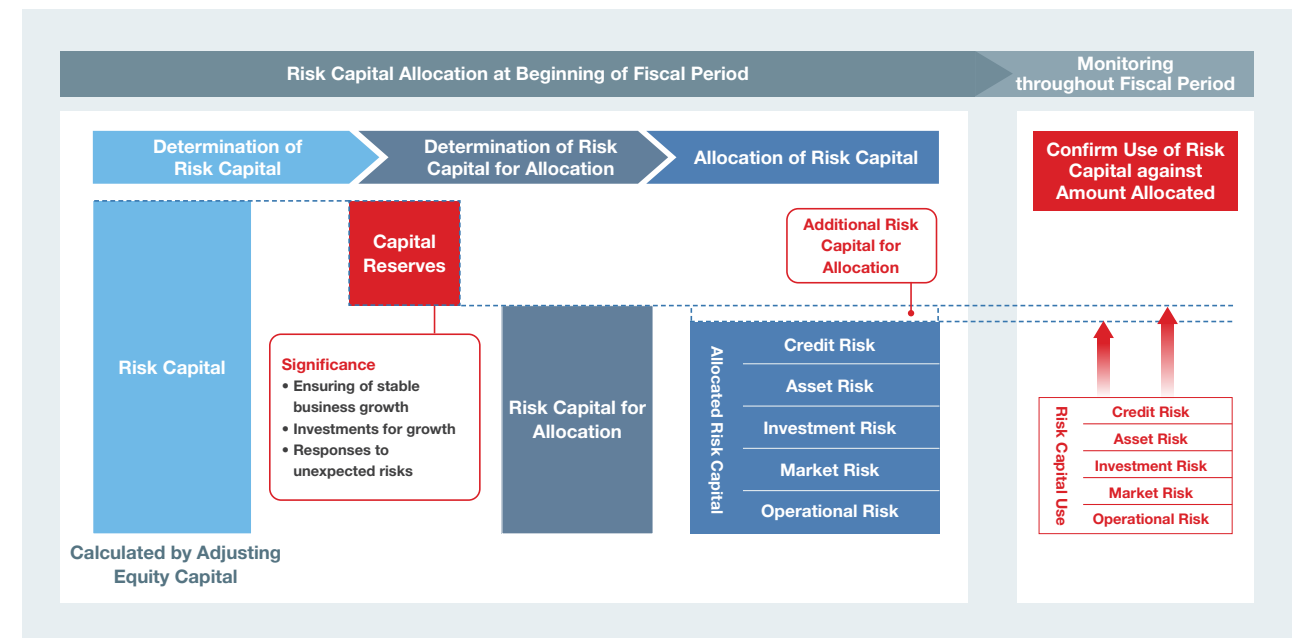 Risk Capital Allocation at Beginning of Fiscal Period
Monitoring
throughout Fiscal Period
Determination of
Risk Capital
Determination of Risk
Capital for Allocation
Allocation of Risk Capital
Confirm Use of Risk
Capital against
Amount Allocated
Capital
Reserves
Additional Risk
Capital for
Allocation
Risk Capital
Significance
• Ensuring of stable
business growth
• Investments for growth
• Responses to
unexpected risks
Risk Capital for
Allocation
Allocated Risk Capital
Credit Risk
Asset Risk
Investment Risk
Market Risk
Operational Risk
Risk Capital Use
Credit Risk
Asset Risk
Investment Risk
Market Risk
Operational Risk
Calculated by Adjusting
Equity Capital